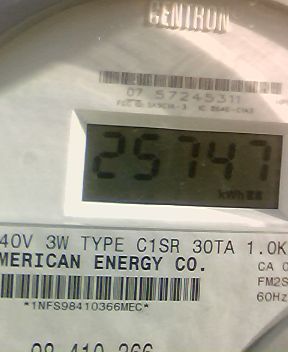 CENTRON
07 57245311
25747
kWh
40V 3W TYPE C1SR 30TA 1.0K
MERICAN ENERGY CO.
CA 0
FM2S
60Hz
*1NFS98410366MEC*
98 410 366